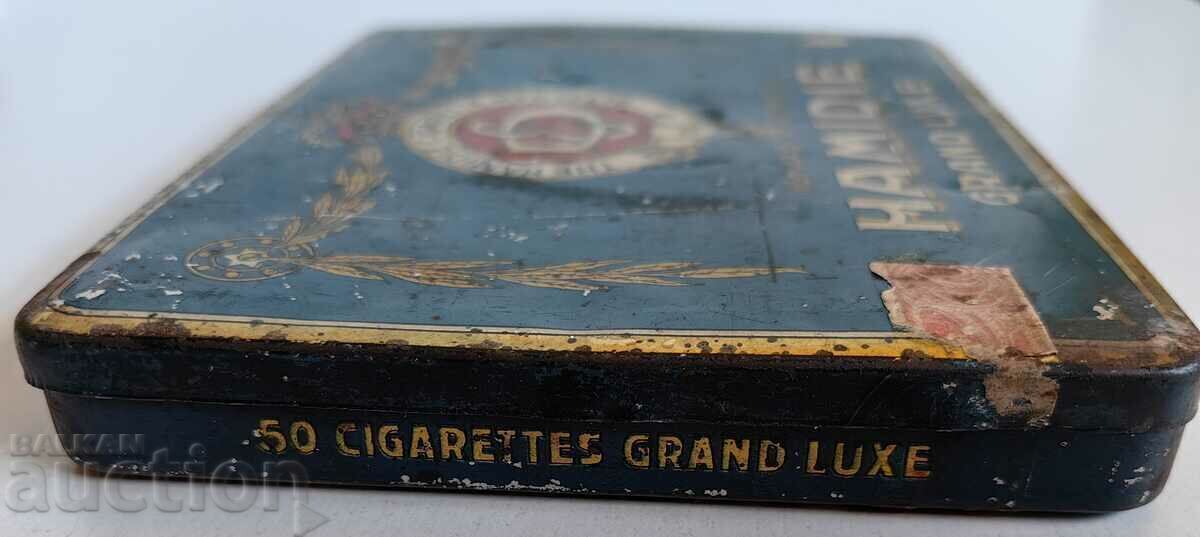 HAMIDIE
GRAND LUXE
50 CIGARETTES GRAND LUXE
BALKAN
auction